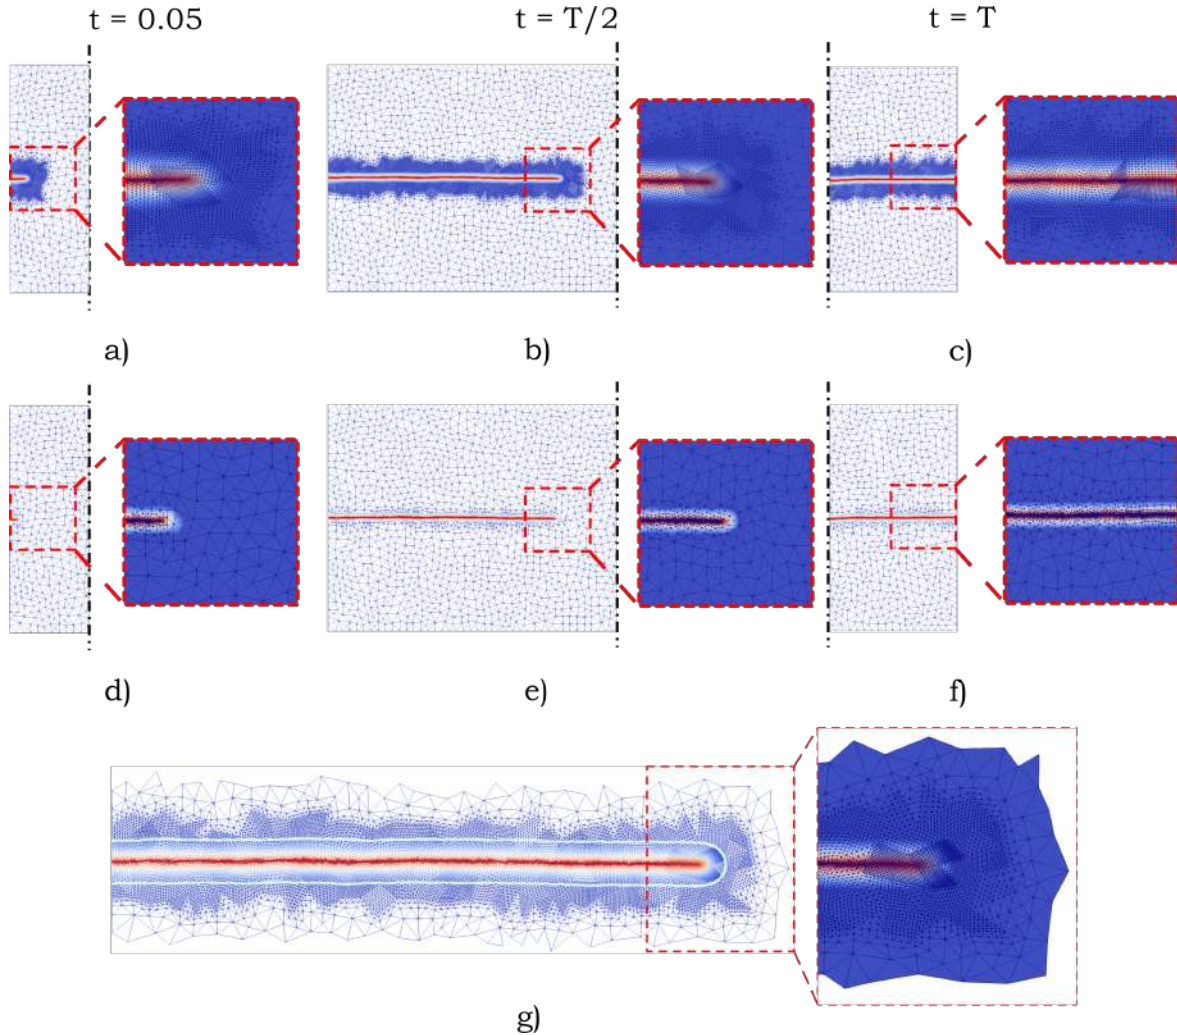 t = 0.05 t = T/2 t = T
a) b) c)
d) e) f)
g)